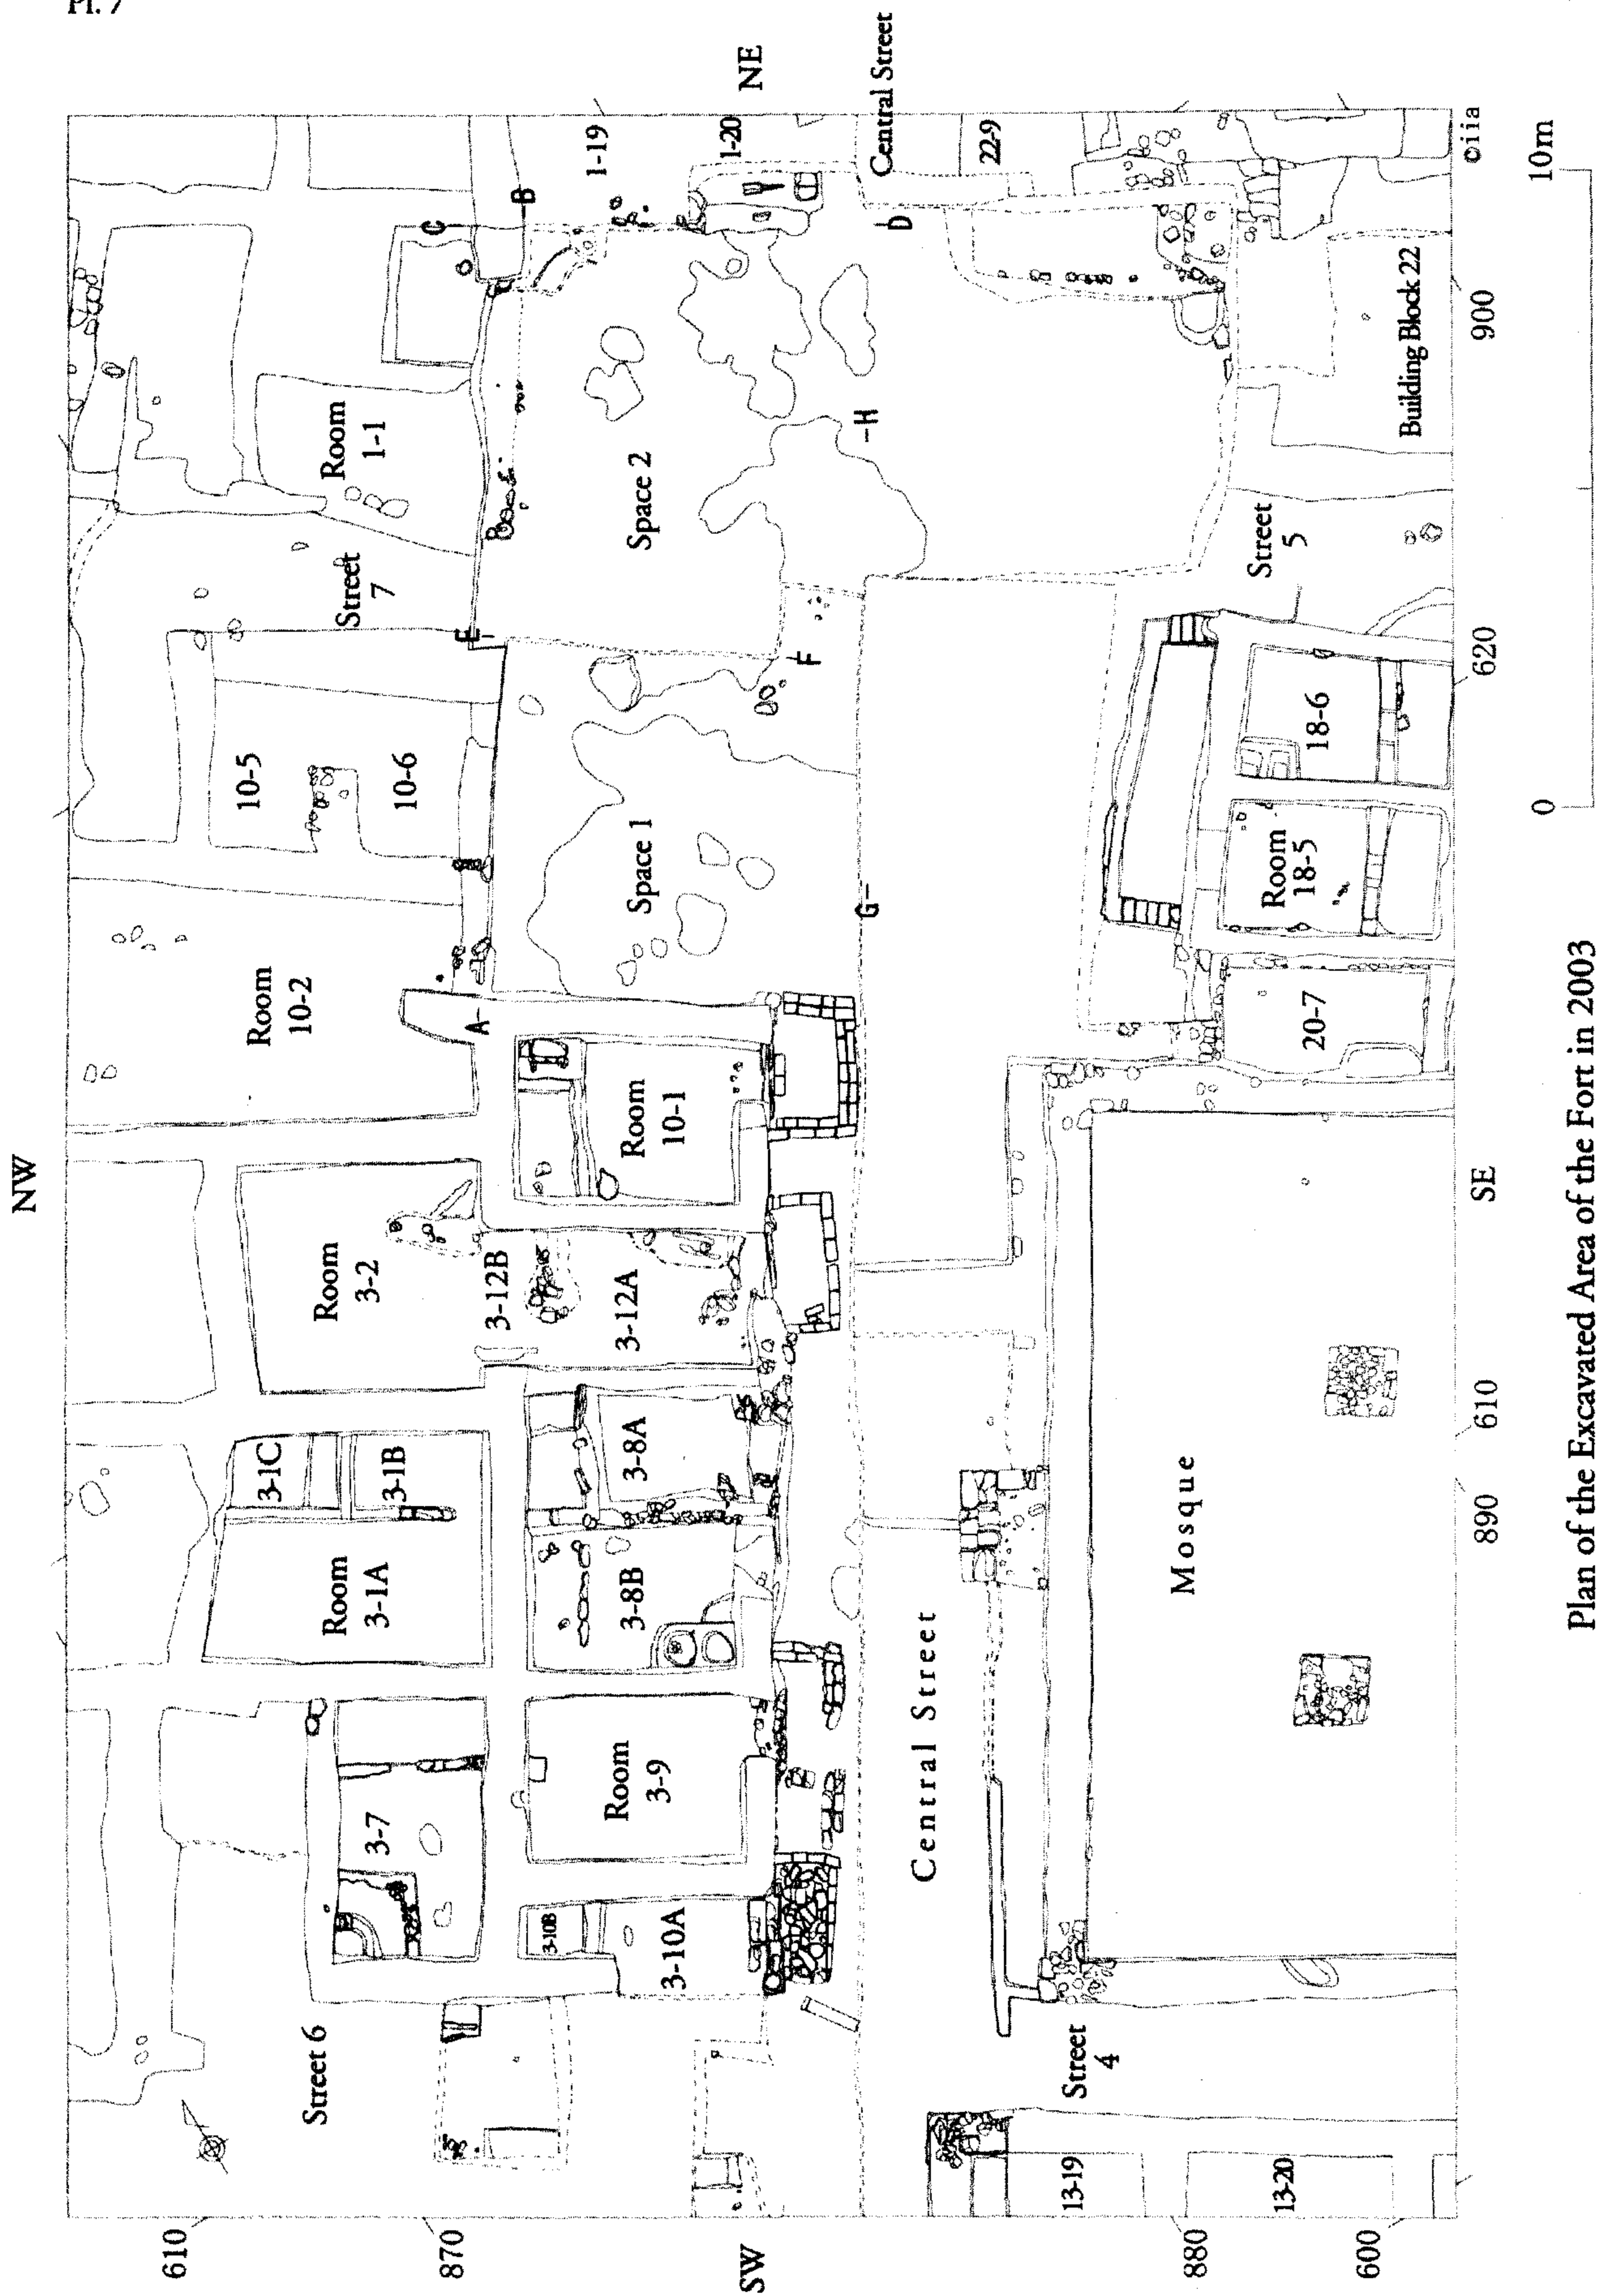 Pl. 7
NW
610
870
SW
880
600
NE
Central Street
1-19
1-20
22-9
B
C
D
E
F
G
H
A
Room
1-1
Street
7
Space 2
10-5
10-6
Space 1
Room
10-2
Room
10-1
Room
3-2
3-12B
3-12A
3-1C
3-1B
3-8A
Room
3-1A
3-8B
3-7
Room
3-9
3-10B
3-10A
Street 6
Central Street
Street
4
13-19
13-20
Mosque
20-7
Room
18-5
18-6
Street
5
Building Block 22
©iia
900
620
SE
610
890
0
10m
Plan of the Excavated Area of the Fort in 2003